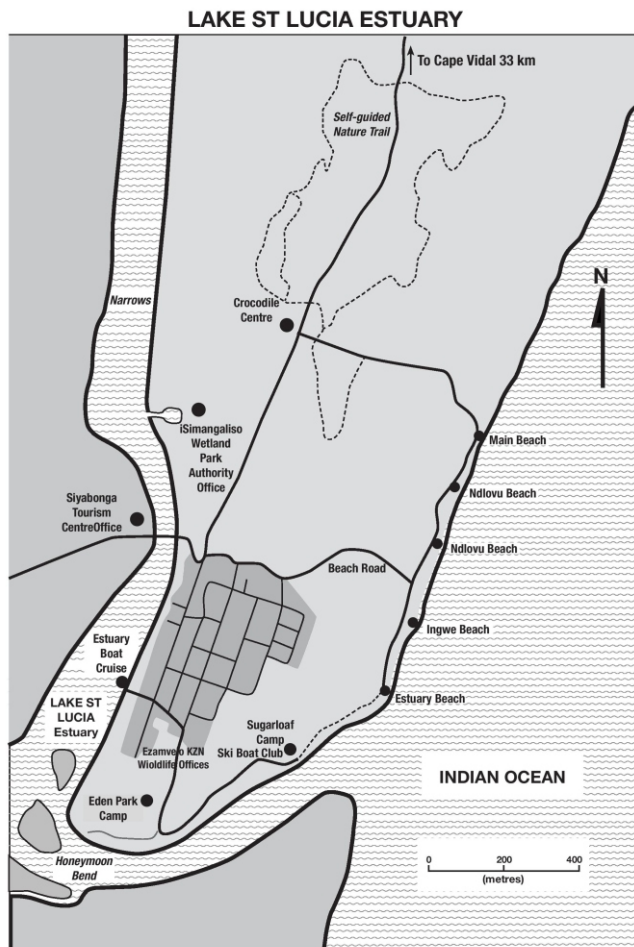 LAKE ST LUCIA ESTUARY
To Cape Vidal 33 km
Self-guided
Nature Trail
N
Narrows
Crocodile
Centre
iSimangaliso
Wetland
Park
Authority
Office
Main Beach
Ndlovu Beach
Siyabonga
Tourism
CentreOffice
Ndlovu Beach
Beach Road
Ingwe Beach
Estuary
Boat
Cruise
Estuary Beach
LAKE ST
LUCIA
Estuary
Sugarloaf
Camp
Ski Boat Club
Ezamvelo KZN
Wioldlife Offices
INDIAN OCEAN
Eden Park
Camp
Honeymoon
Bend
0 200 400
(metres)